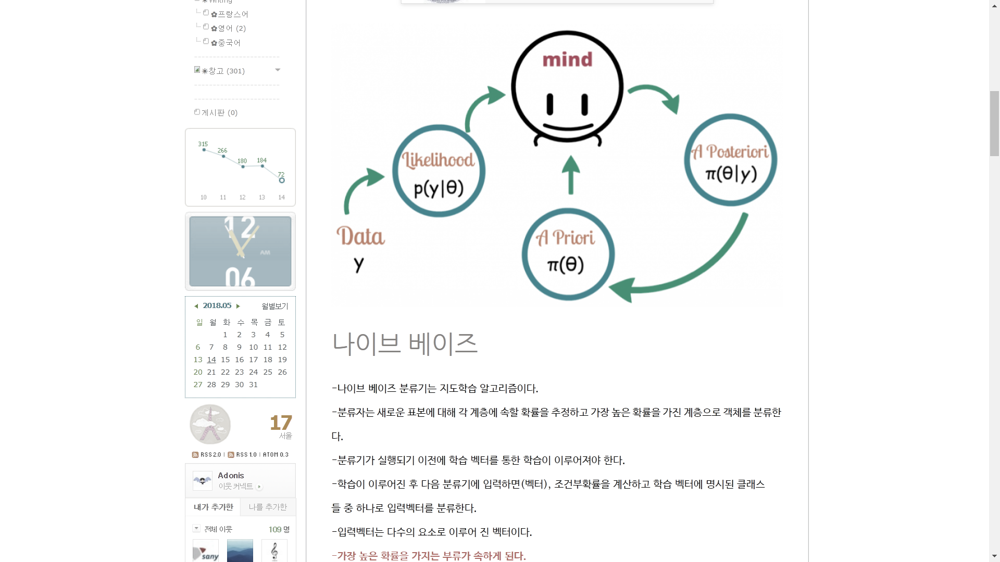 ※Writing
✿프랑스어
✿영어 (2)
✿중국어
☀창고 (301)
게시판 (0)
315
266
180
184
72
10 11 12 13 14
12
AM
06
2018.05 월별보기
일 월 화 수 목 금 토
1 2 3 4 5
6 7 8 9 10 11 12
13 14 15 16 17 18 19
20 21 22 23 24 25 26
27 28 29 30 31
17
서울
RSS 2.0 | RSS 1.0 | ATOM 0.3
Adonis
이웃 커넥트
내가 추가한 나를 추가한
전체 이웃 109 명
sany
mind
Likelihood
p(y|θ)
A Posteriori
π(θ|y)
Data
y
A Priori
π(θ)
나이브 베이즈
-나이브 베이즈 분류기는 지도학습 알고리즘이다.
-분류자는 새로운 표본에 대해 각 계층에 속할 확률을 추정하고 가장 높은 확률을 가진 계층으로 객체를 분류한
다.
-분류기가 실행되기 이전에 학습 벡터를 통한 학습이 이루어져야 한다.
-학습이 이루어진 후 다음 분류기에 입력하면(벡터), 조건부확률을 계산하고 학습 벡터에 명시된 클래스
들 중 하나로 입력벡터를 분류한다.
-입력벡터는 다수의 요소로 이루어 진 벡터이다.
-가장 높은 확률을 가지는 부류가 속하게 된다.